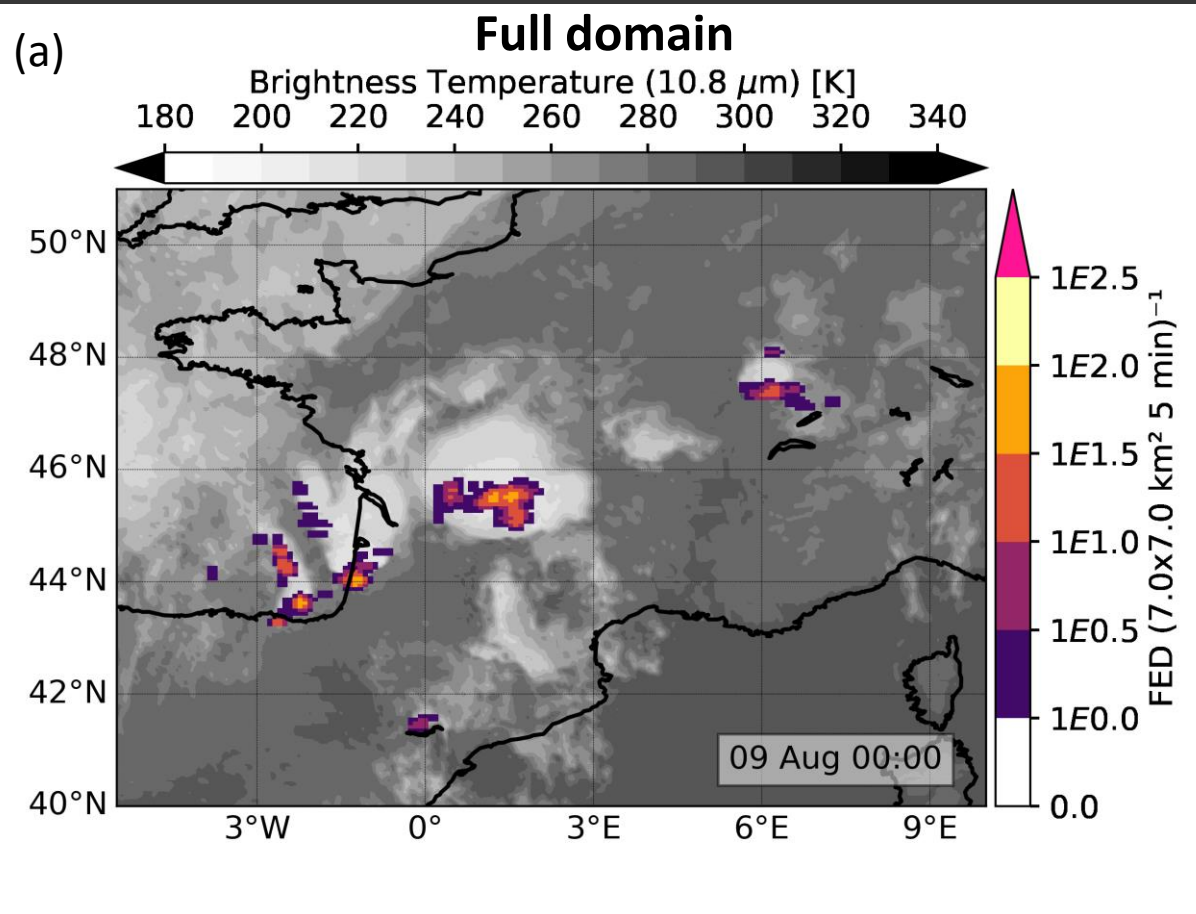 (a)
Full domain
Brightness Temperature (10.8 μm) [K]
180 200 220 240 260 280 300 320 340
50°N
48°N
46°N
44°N
42°N
40°N
3°W 0° 3°E 6°E 9°E
09 Aug 00:00
1E2.5
1E2.0
1E1.5
1E1.0
1E0.5
1E0.0
0.0
FED (7.0x7.0 km² 5 min)⁻¹